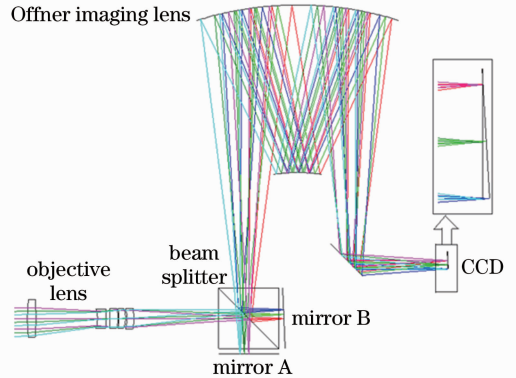 Offner imaging lens
beam
splitter
objective
lens
CCD
mirror B
mirror A